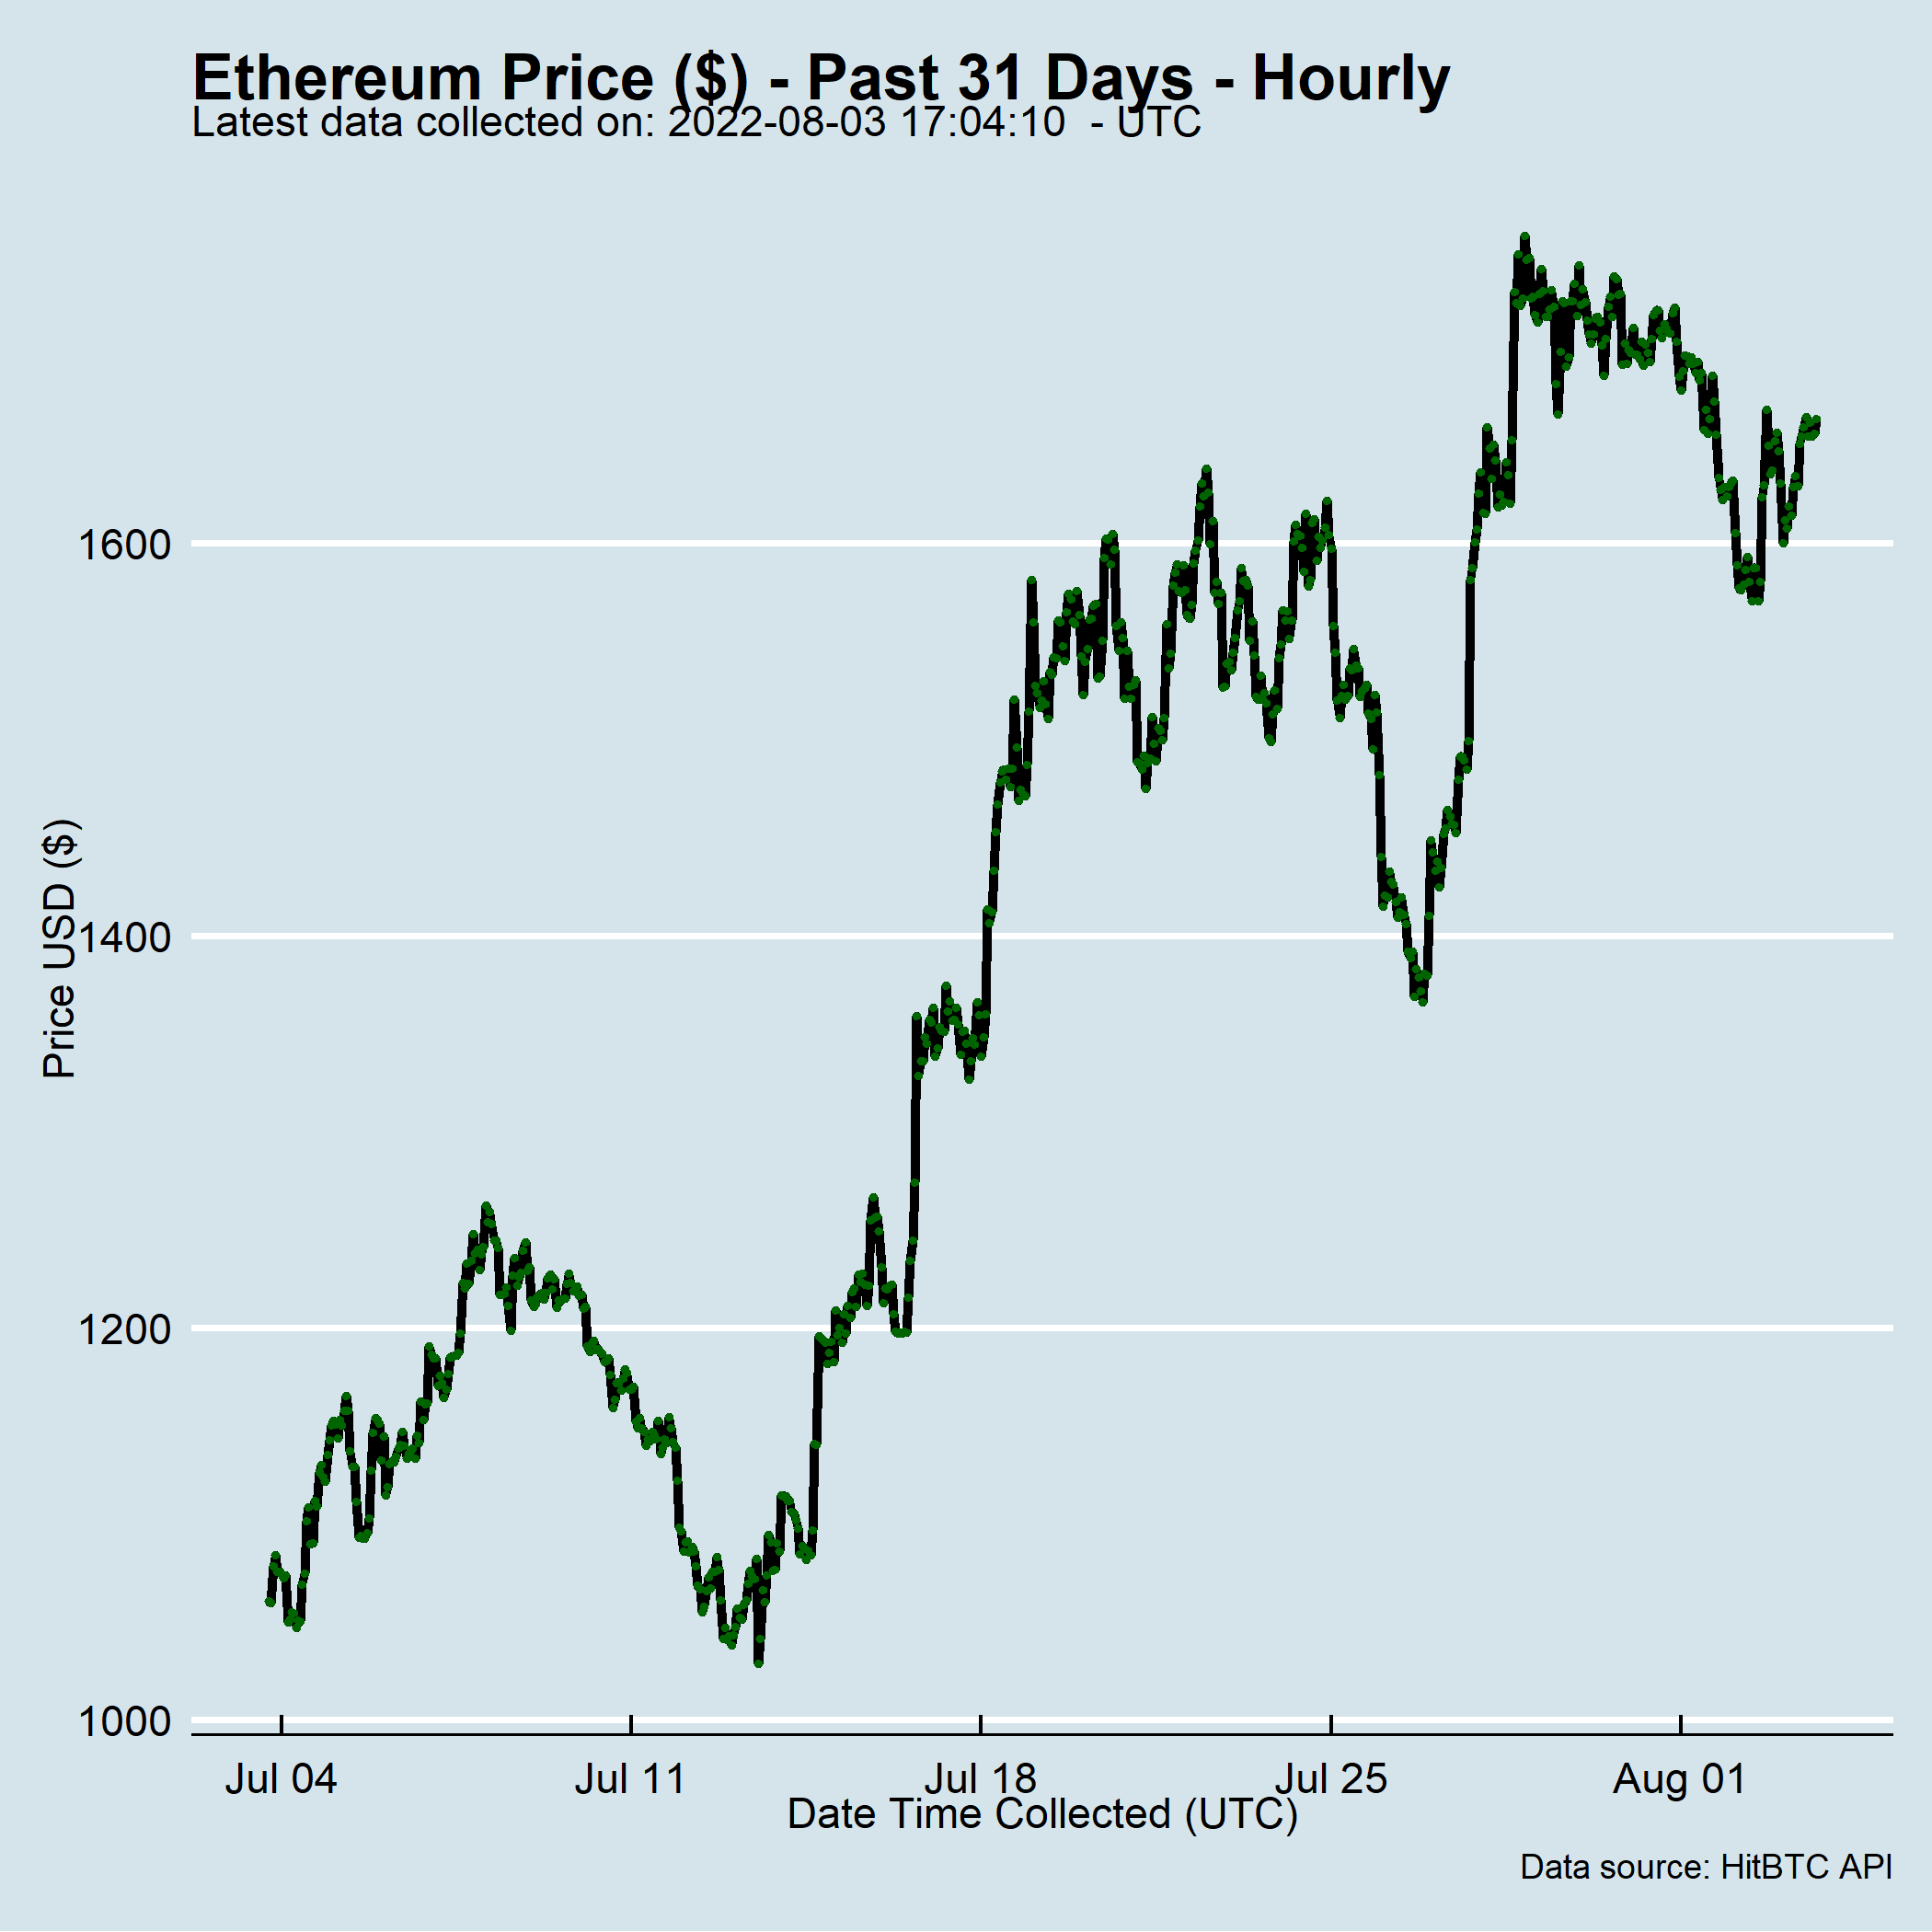 Ethereum Price ($) - Past 31 Days - Hourly
Latest data collected on: 2022-08-03 17:04:10  - UTC
Price USD ($)
1600
1400
1200
1000
Jul 04 Jul 11 Jul 18 Jul 25 Aug 01
Date Time Collected (UTC)
Data source: HitBTC API